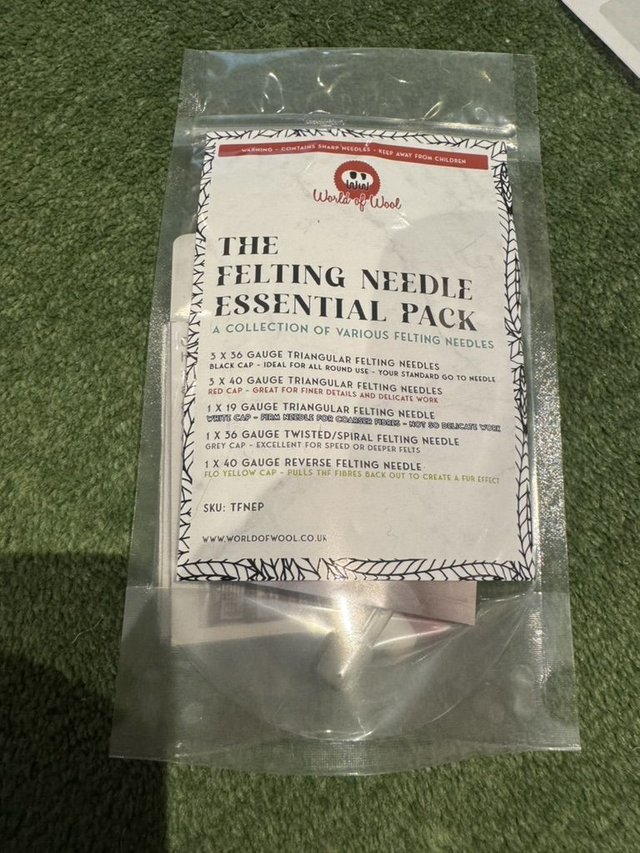 WARNING - CONTAINS SHARP NEEDLES - KEEP AWAY FROM CHILDREN
WW
World of Wool
THE
FELTING NEEDLE
ESSENTIAL PACK
A COLLECTION OF VARIOUS FELTING NEEDLES
3 X 36 GAUGE TRIANGULAR FELTING NEEDLES
BLACK CAP - IDEAL FOR ALL ROUND USE - YOUR STANDARD GO TO NEEDLE
3 X 40 GAUGE TRIANGULAR FELTING NEEDLES
RED CAP - GREAT FOR FINER DETAILS AND DELICATE WORK
1 X 19 GAUGE TRIANGULAR FELTING NEEDLE
WHITE CAP - FIRM NEEDLE FOR COARSER FIBRES - NOT SO DELICATE WORK
1 X 36 GAUGE TWISTED/SPIRAL FELTING NEEDLE
GREY CAP - EXCELLENT FOR SPEED OR DEEPER FELTS
1 X 40 GAUGE REVERSE FELTING NEEDLE
FLO YELLOW CAP - PULLS THE FIBRES BACK OUT TO CREATE A FUR EFFECT
SKU: TFNEP
WWW.WORLDOFWOOL.CO.UK